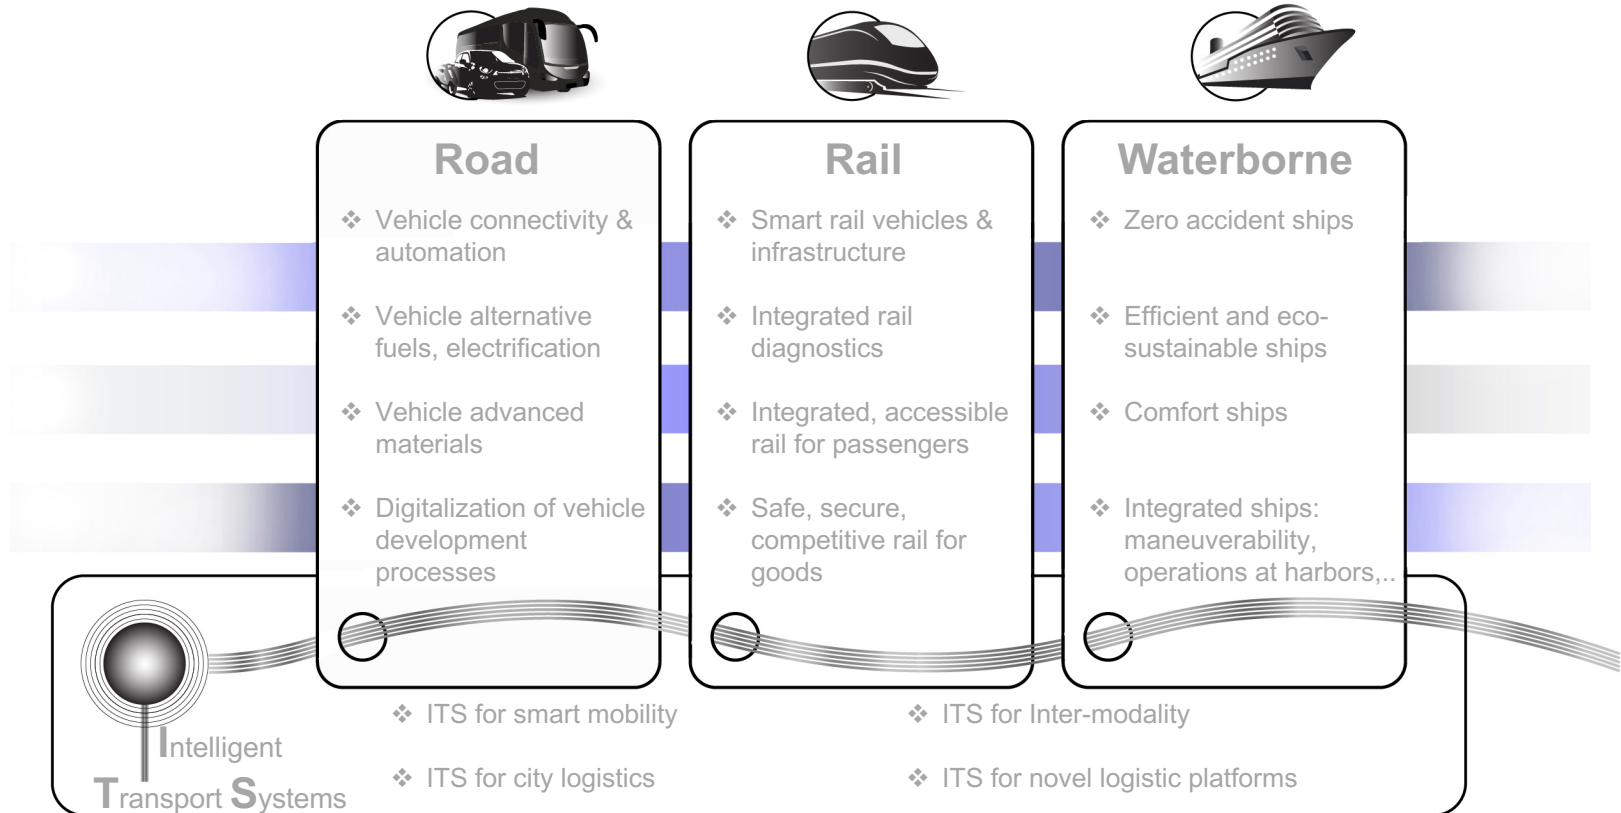 Road
❖ Vehicle connectivity &
automation
❖ Vehicle alternative
fuels, electrification
❖ Vehicle advanced
materials
❖ Digitalization of vehicle
development
processes
Rail
❖ Smart rail vehicles &
infrastructure
❖ Integrated rail
diagnostics
❖ Integrated, accessible
rail for passengers
❖ Safe, secure,
competitive rail for
goods
Waterborne
❖ Zero accident ships
❖ Efficient and eco-
sustainable ships
❖ Comfort ships
❖ Integrated ships:
maneuverability,
operations at harbors,..
Intelligent
Transport Systems
❖ ITS for smart mobility
❖ ITS for city logistics
❖ ITS for Inter-modality
❖ ITS for novel logistic platforms